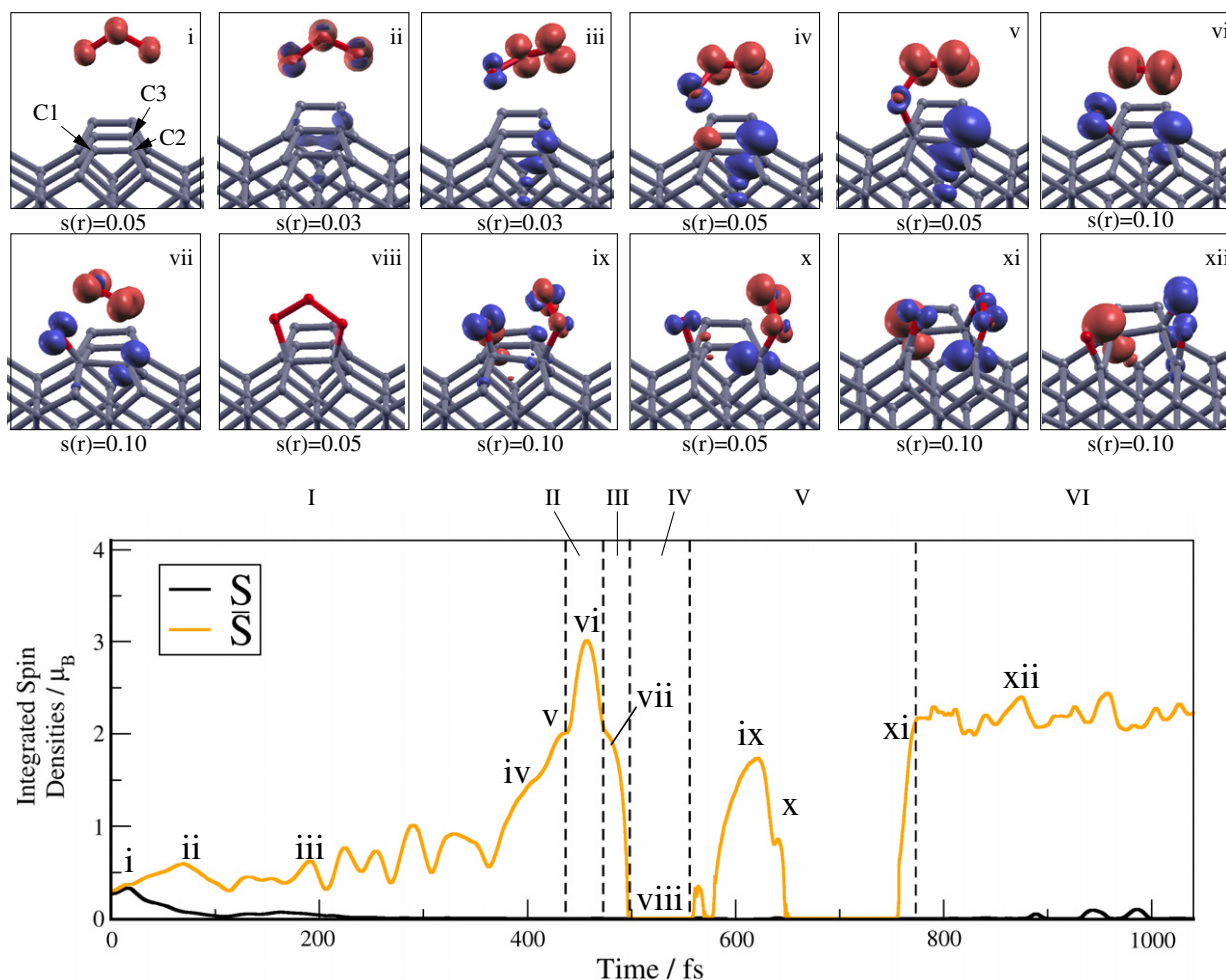 i
ii
iii
iv
v
vi
C1
C3
C2
s(r)=0.05
s(r)=0.03
s(r)=0.03
s(r)=0.05
s(r)=0.05
s(r)=0.10
vii
viii
ix
x
xi
xii
s(r)=0.10
s(r)=0.05
s(r)=0.10
s(r)=0.05
s(r)=0.10
s(r)=0.10
I
II
III
IV
V
VI
4
3
2
1
0
Integrated Spin
Densities / μB
S
|S|
i
ii
iii
iv
v
vi
vii
viii
ix
x
xi
xii
0
200
400
600
800
1000
Time / fs